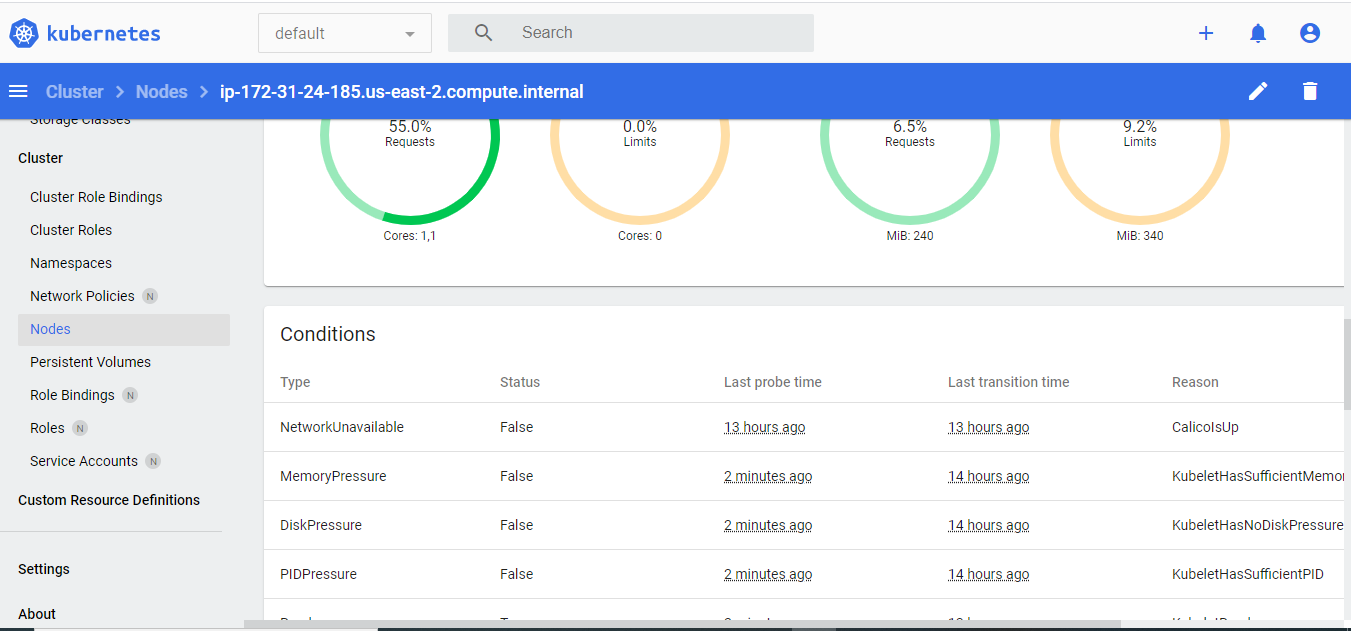 kubernetes
default
Search
Cluster > Nodes > ip-172-31-24-185.us-east-2.compute.internal
Storage Classes
Cluster
Cluster Role Bindings
Cluster Roles
Namespaces
Network Policies N
Nodes
Persistent Volumes
Role Bindings N
Roles N
Service Accounts N
Custom Resource Definitions
Settings
About
55.0%
Requests
Cores: 1,1
0.0%
Limits
Cores: 0
6.5%
Requests
MiB: 240
9.2%
Limits
MiB: 340
Conditions
Type Status Last probe time Last transition time Reason
NetworkUnavailable False 13 hours ago 13 hours ago CalicoIsUp
MemoryPressure False 2 minutes ago 14 hours ago KubeletHasSufficientMemor
DiskPressure False 2 minutes ago 14 hours ago KubeletHasNoDiskPressure
PIDPressure False 2 minutes ago 14 hours ago KubeletHasSufficientPID